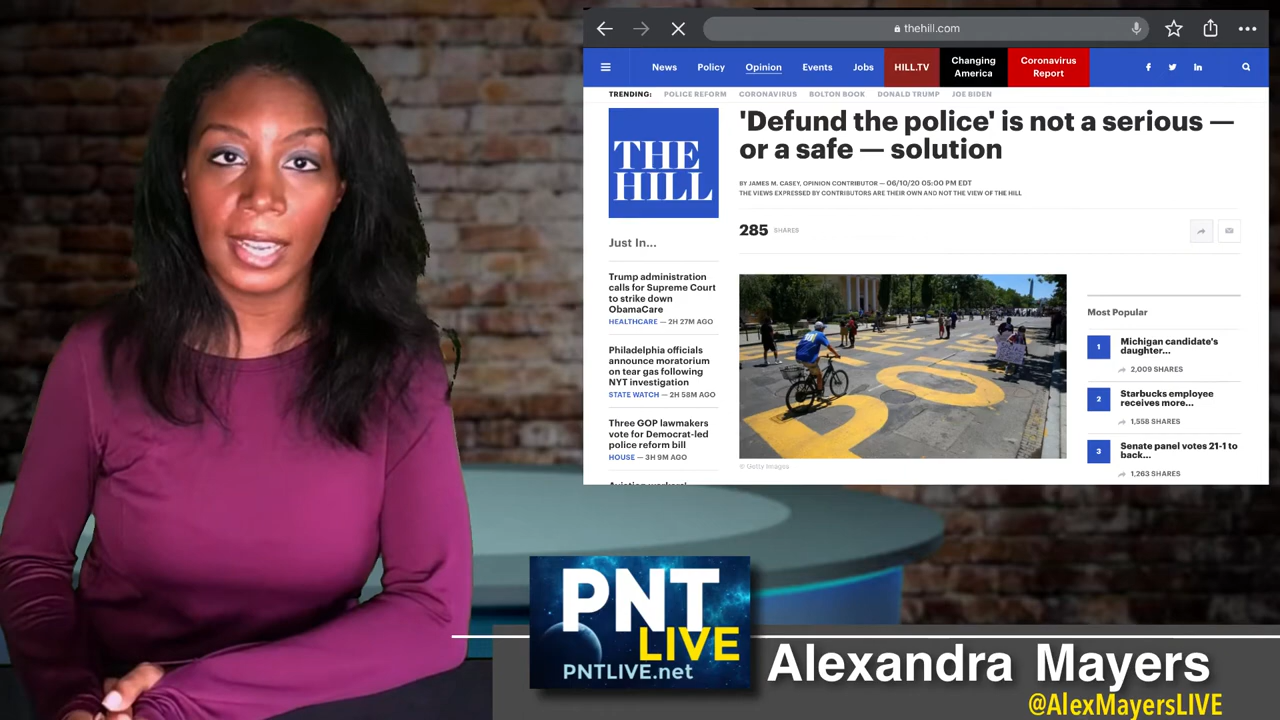 thehill.com
News Policy Opinion Events Jobs HILL.TV Changing America Coronavirus Report
TRENDING: POLICE REFORM CORONAVIRUS BOLTON BOOK DONALD TRUMP JOE BIDEN
THE
HILL
'Defund the police' is not a serious —
or a safe — solution
BY JAMES M. CASEY, OPINION CONTRIBUTOR — 06/10/20 05:00 PM EDT
THE VIEWS EXPRESSED BY CONTRIBUTORS ARE THEIR OWN AND NOT THE VIEW OF THE HILL
285 SHARES
Just In...
Trump administration
calls for Supreme Court
to strike down
ObamaCare
HEALTHCARE — 2H 27M AGO
Philadelphia officials
announce moratorium
on tear gas following
NYT investigation
STATE WATCH — 2H 58M AGO
Three GOP lawmakers
vote for Democrat-led
police reform bill
HOUSE — 3H 9M AGO
© Getty Images
Most Popular
1 Michigan candidate's
daughter...
2,009 SHARES
2 Starbucks employee
receives more...
1,558 SHARES
3 Senate panel votes 21-1 to
back...
1,263 SHARES
PNT
LIVE
PNTLIVE.net
Alexandra Mayers
@AlexMayersLIVE